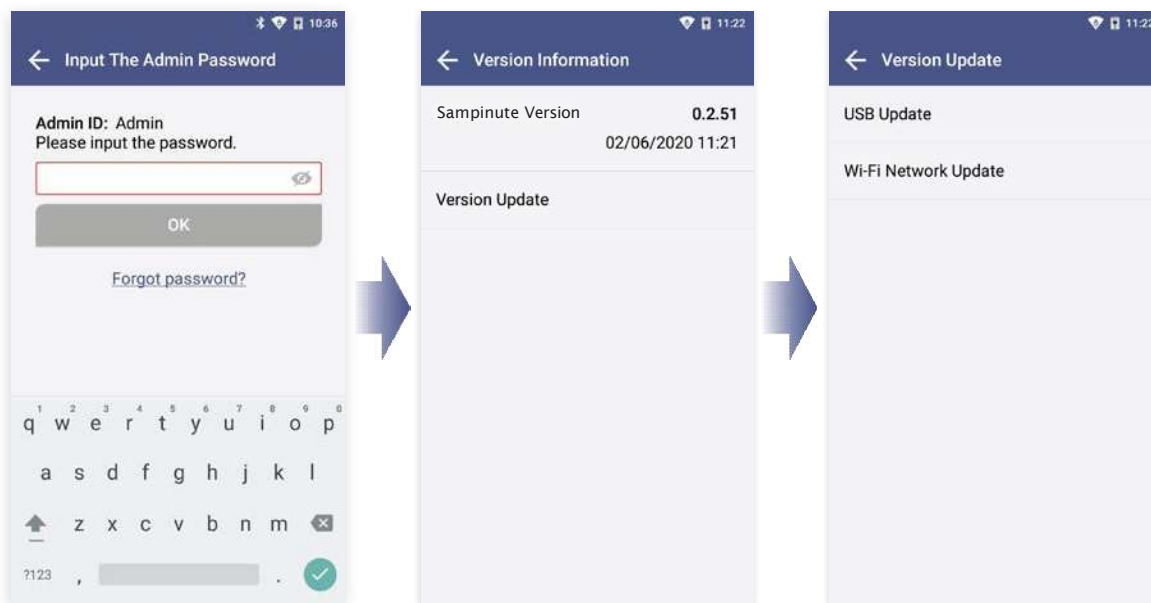 10:36
Input The Admin Password
Admin ID: Admin
Please input the password.
OK
Forgot password?
1 2 3 4 5 6 7 8 9 0
q w e r t y u i o p
a s d f g h j k l
z x c v b n m
?123 , .
11:22
Version Information
Sampinute Version 0.2.51
02/06/2020 11:21
Version Update
11:22
Version Update
USB Update
Wi-Fi Network Update